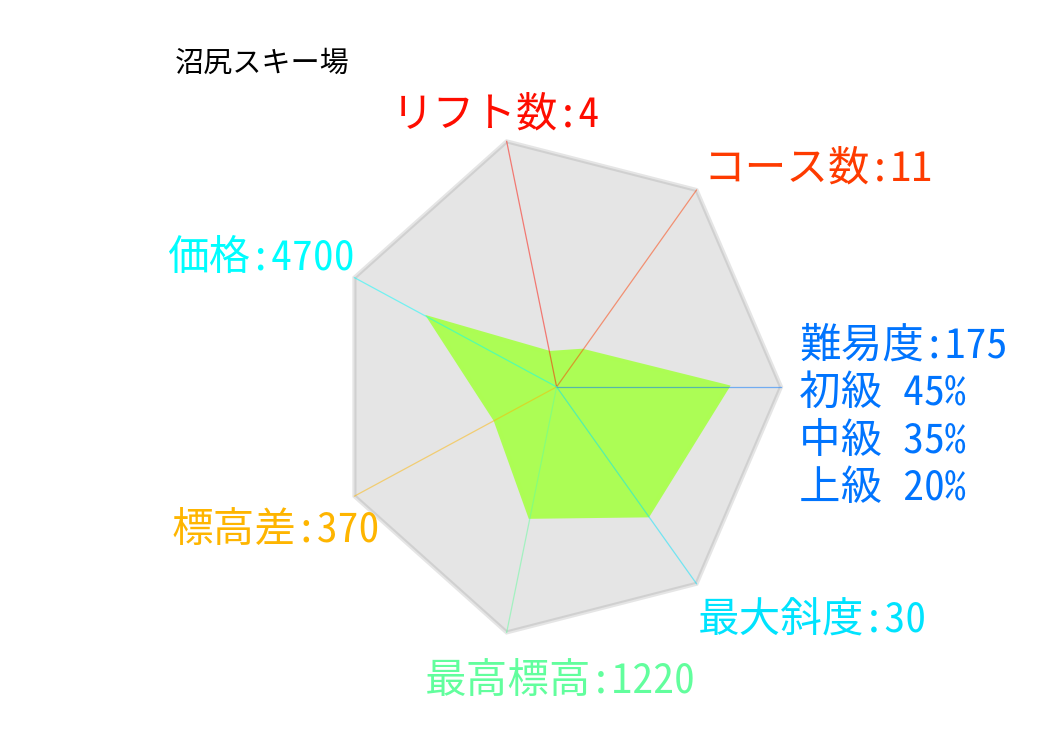 沼尻スキー場
リフト数:4
コース数:11
価格:4700
難易度:175
初級 45%
中級 35%
上級 20%
標高差:370
最大斜度:30
最高標高:1220